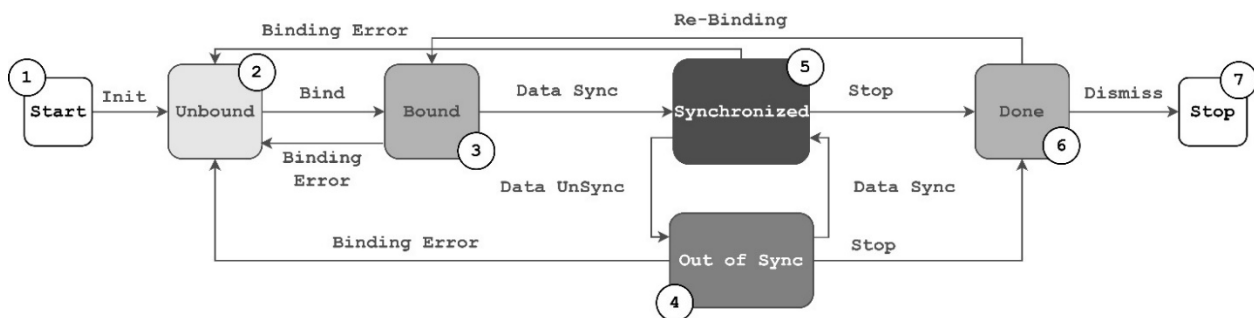 Re-Binding
Binding Error
1
2
5
7
Start
Init
Unbound
Bind
Bound
Data Sync
Synchronized
Stop
Done
Dismiss
Stop
3
6
Binding
Error
Data UnSync
Data Sync
Binding Error
Out of Sync
Stop
4